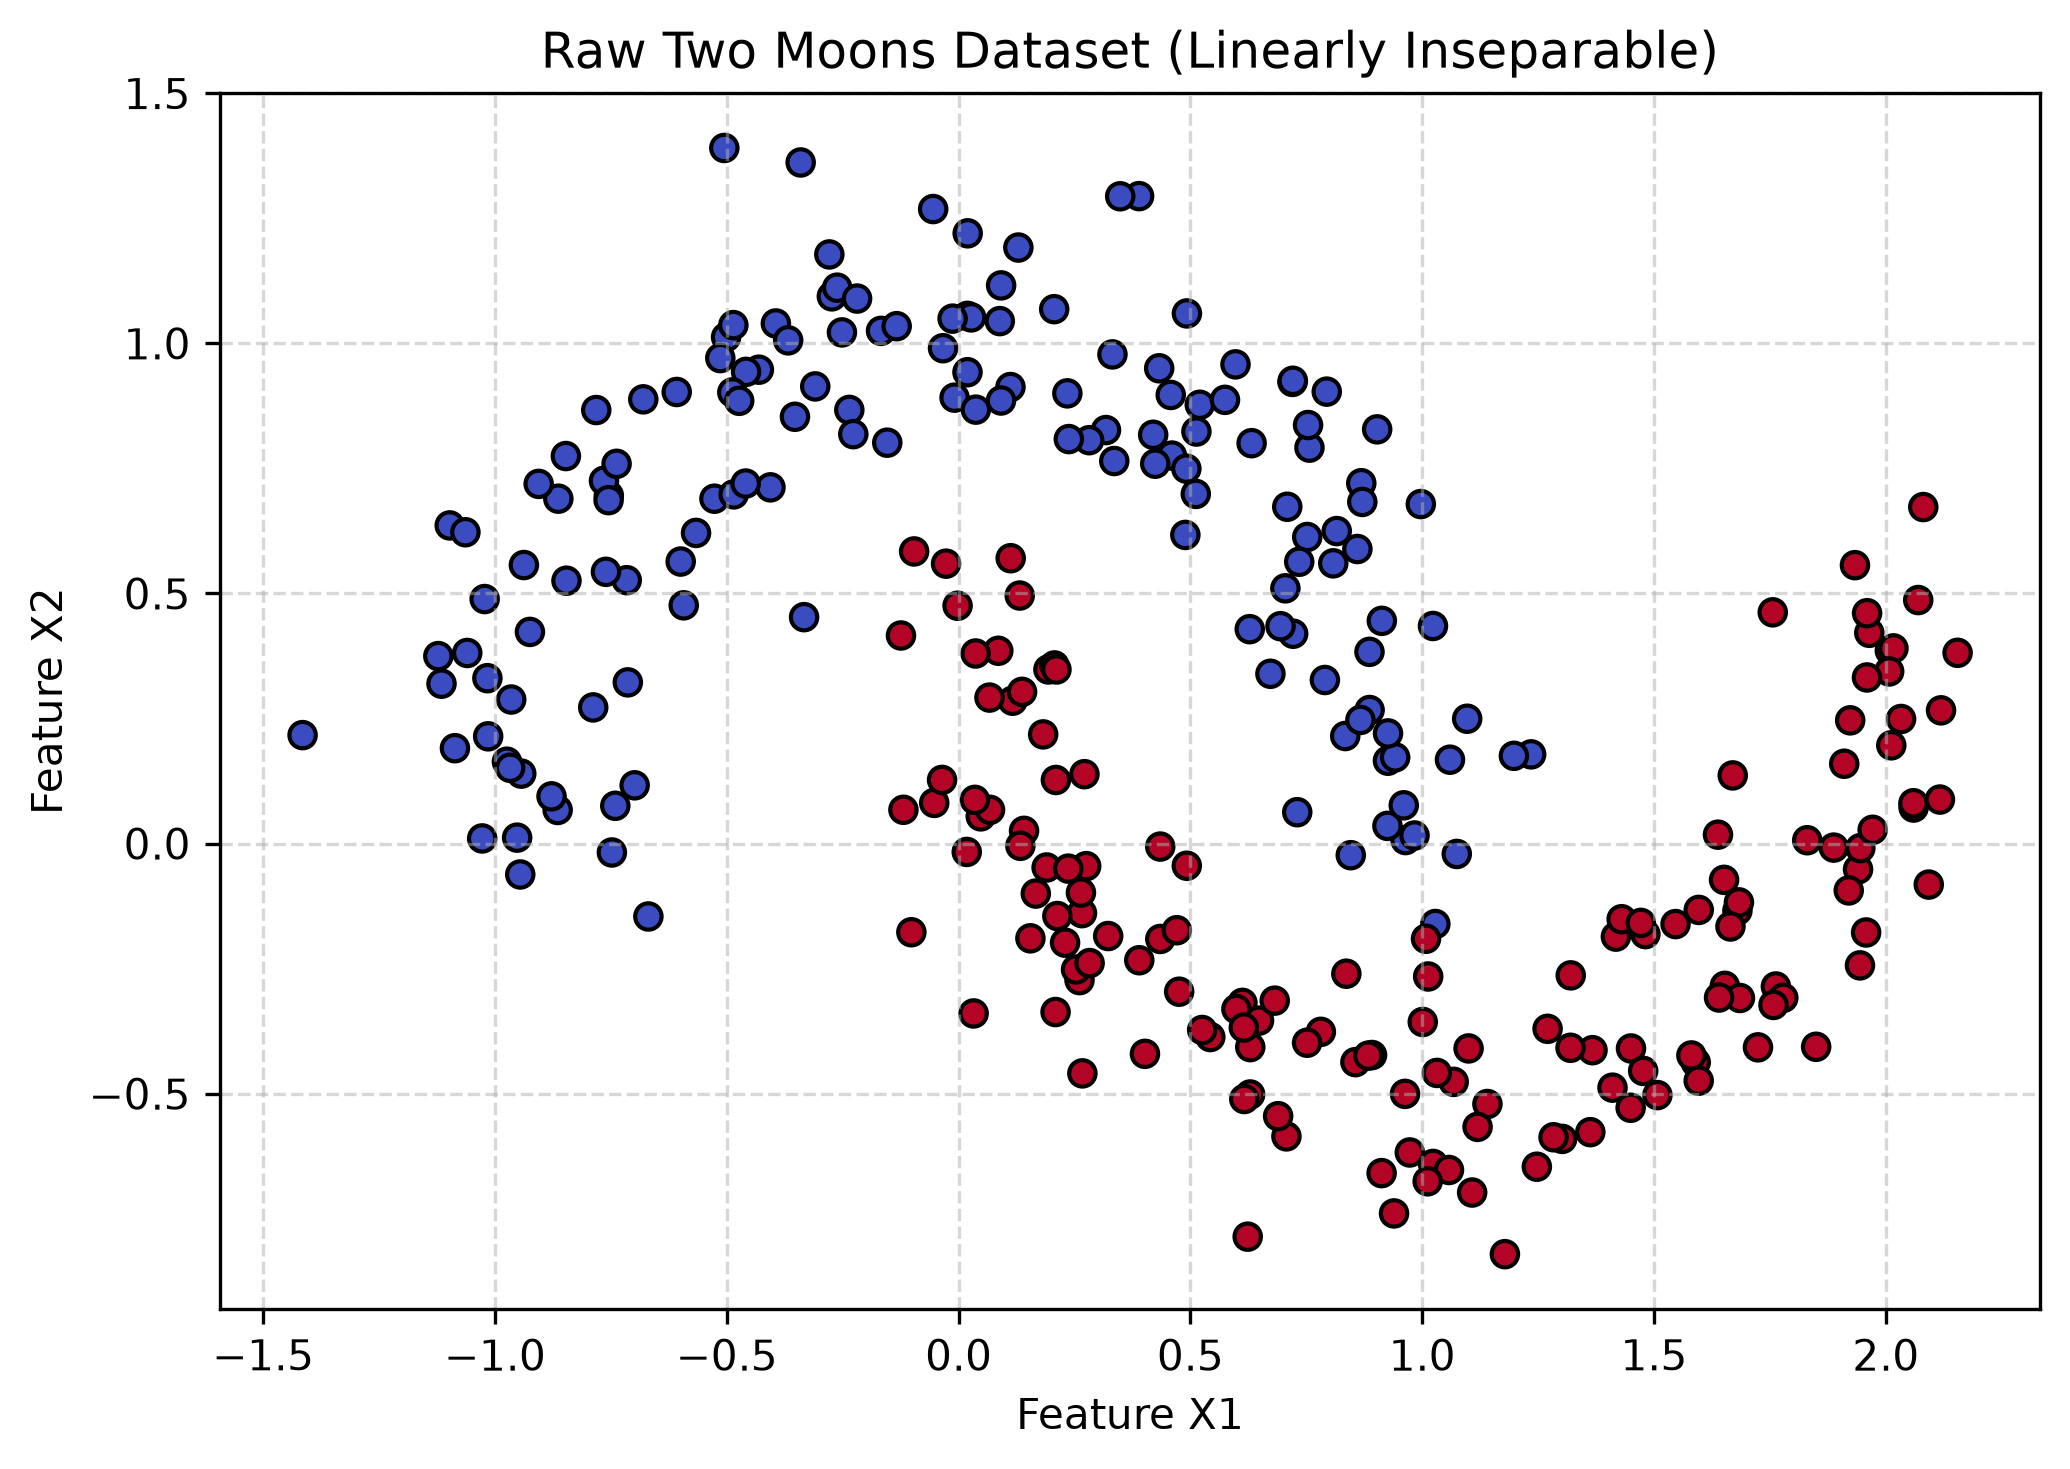 Raw Two Moons Dataset (Linearly Inseparable)
1.5
1.0
0.5
0.0
−0.5
Feature X2
−1.5 −1.0 −0.5 0.0 0.5 1.0 1.5 2.0
Feature X1